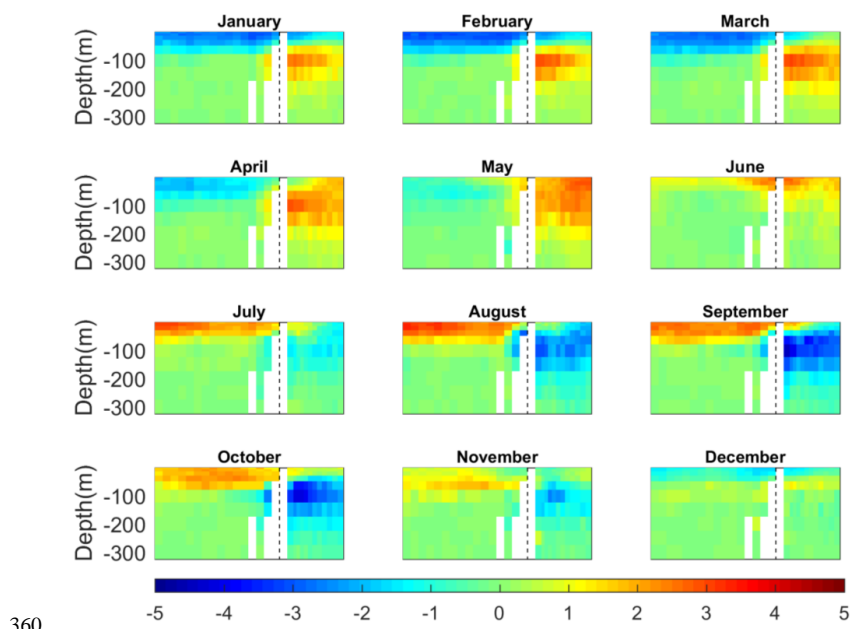 January February March
Depth(m)
-100
-200
-300
April May June
Depth(m)
-100
-200
-300
July August September
Depth(m)
-100
-200
-300
October November December
Depth(m)
-100
-200
-300
-5 -4 -3 -2 -1 0 1 2 3 4 5
360